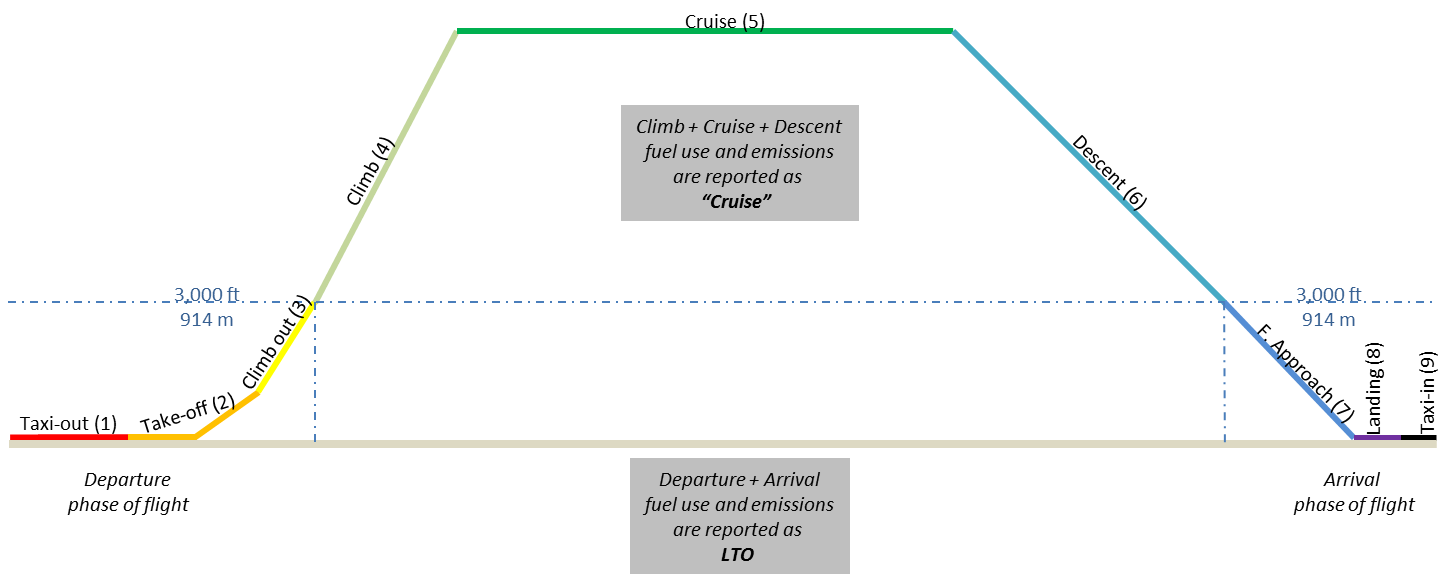 Cruise (5)
Climb + Cruise + Descent
fuel use and emissions
are reported as
“Cruise”
Climb (4)
Descent (6)
3,000 ft
914 m
3,000 ft
914 m
Climb out (3)
F. Approach (7)
Landing (8)
Taxi-in (9)
Take-off (2)
Taxi-out (1)
Departure
phase of flight
Departure + Arrival
fuel use and emissions
are reported as
LTO
Arrival
phase of flight